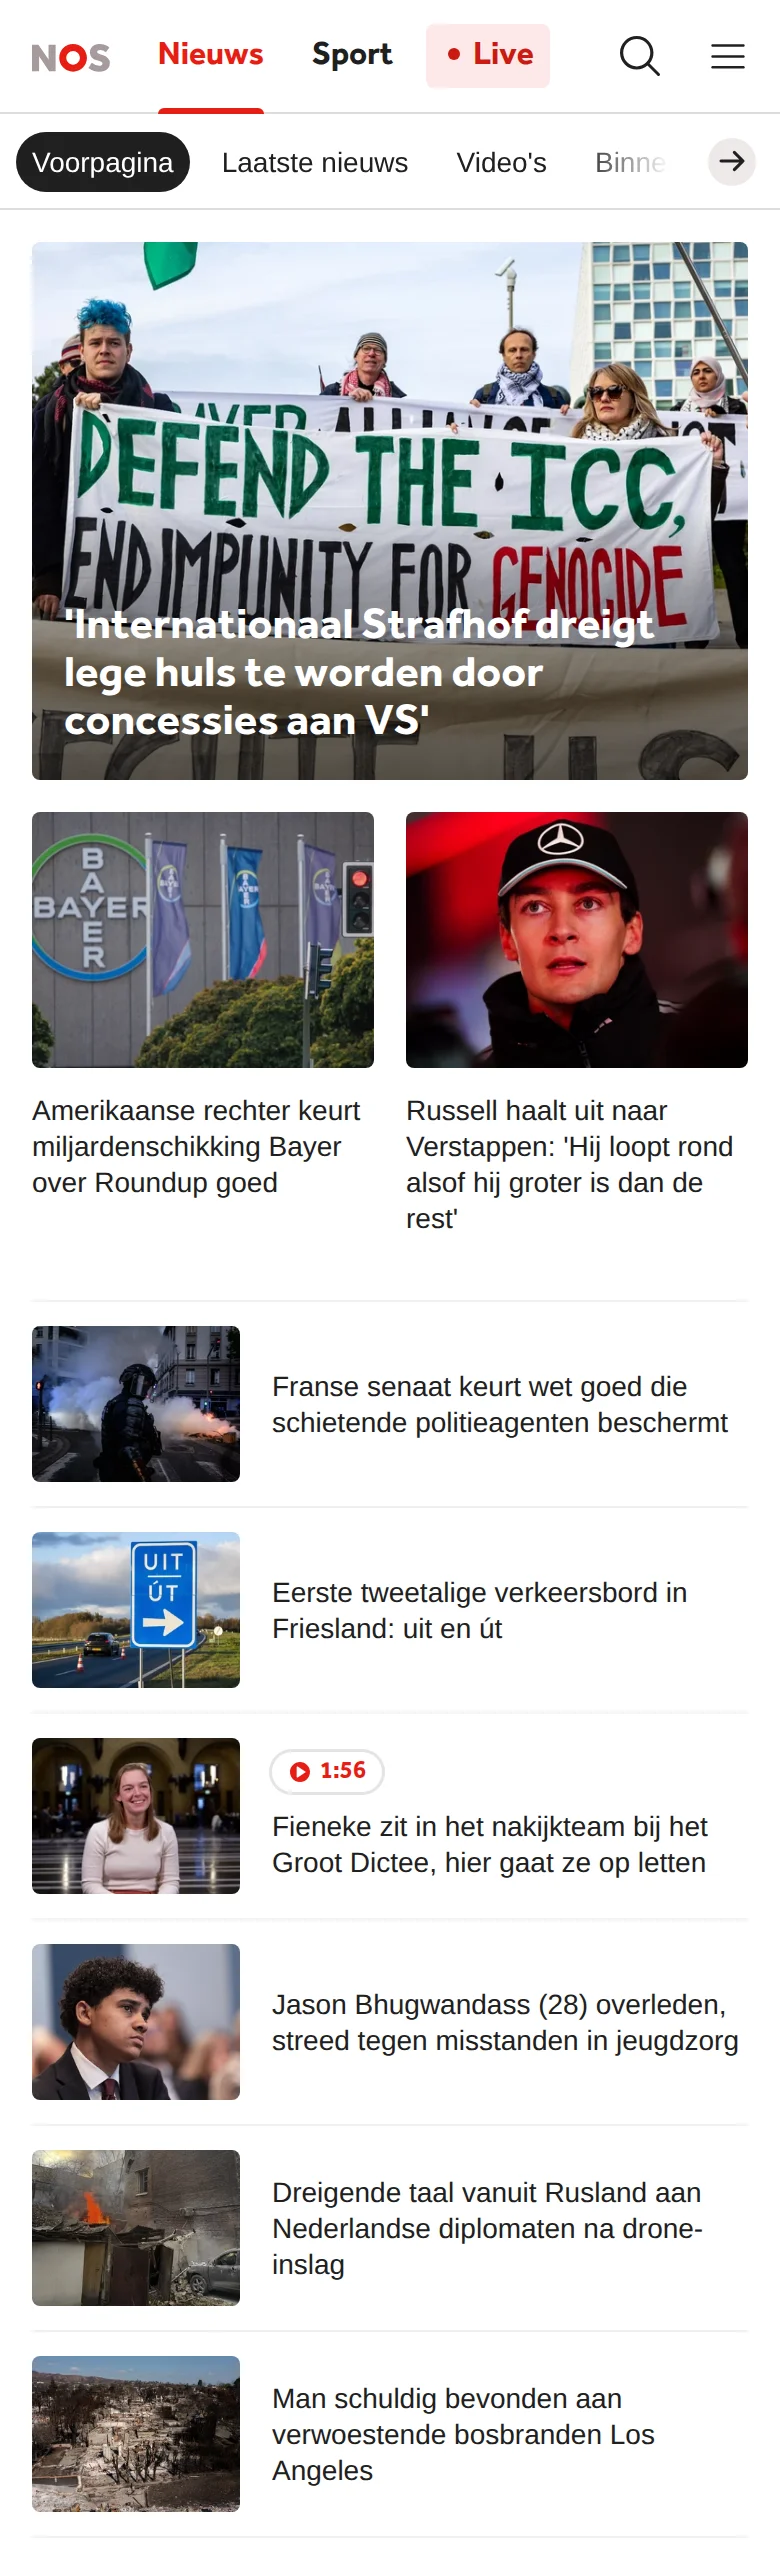 NOS
Nieuws
Sport
Live
Voorpagina
Laatste nieuws
Video's
Binne
DEFEND THE ICC,
END IMPUNITY FOR GENOCIDE
'Internationaal Strafhof dreigt
lege huls te worden door
concessies aan VS'
BAYER
BAYER
BAYER
Amerikaanse rechter keurt
miljardenschikking Bayer
over Roundup goed
Russell haalt uit naar
Verstappen: 'Hij loopt rond
alsof hij groter is dan de
rest'
Franse senaat keurt wet goed die
schietende politieagenten beschermt
UIT
ÚT
Eerste tweetalige verkeersbord in
Friesland: uit en út
1:56
Fieneke zit in het nakijkteam bij het
Groot Dictee, hier gaat ze op letten
Jason Bhugwandass (28) overleden,
streed tegen misstanden in jeugdzorg
Dreigende taal vanuit Rusland aan
Nederlandse diplomaten na drone-
inslag
Man schuldig bevonden aan
verwoestende bosbranden Los
Angeles